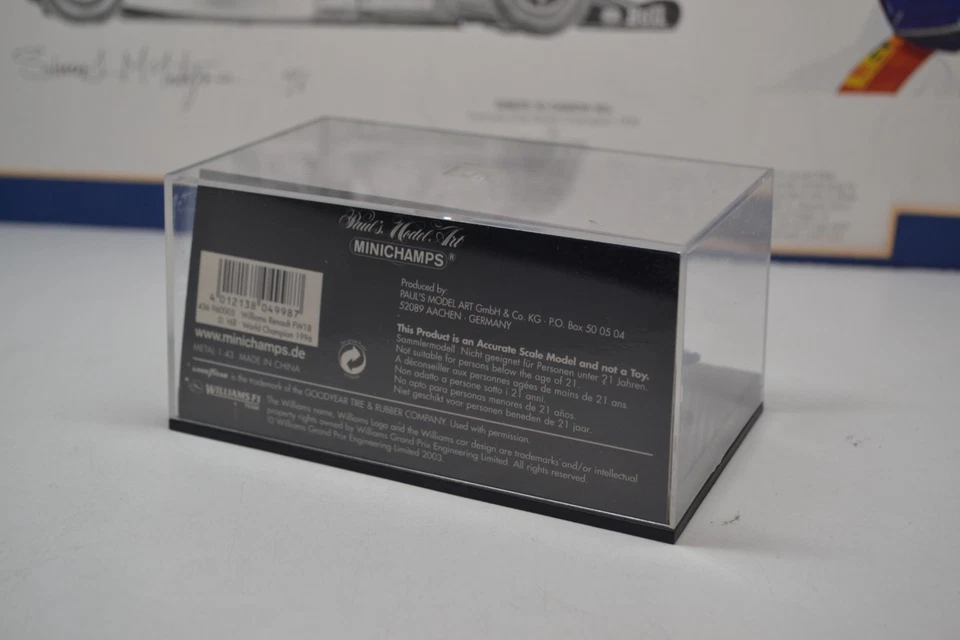 Paul's Model Art
MINICHAMPS®
4 012138 049987
436 960005 Williams Renault FW18
D. Hill World Champion 1996
www.minichamps.de
METAL 1:43 MADE IN CHINA
Produced by:
PAUL'S MODEL ART GmbH & Co. KG · P.O. Box 50 05 04
52089 AACHEN · GERMANY
This Product is an Accurate Scale Model and not a Toy.
Sammlermodell. Nicht geeignet für Personen unter 21 Jahren.
Not suitable for persons below the age of 21.
A déconseiller aux personnes agées de moins de 21 ans.
Non adatto a persone sotto i 21 anni.
No apto para personas menores de 21 años.
Niet geschikt voor personen beneden de 21 jaar.
GOODYEAR is the trademark of the GOODYEAR TIRE & RUBBER COMPANY Used with permission.
WILLIAMS F1
The Williams name, Williams Logo and the Williams car design are trademarks and/or intellectual
property rights owned by Williams Grand Prix Engineering Limited. All rights reserved.
© Williams Grand Prix Engineering Limited 2003